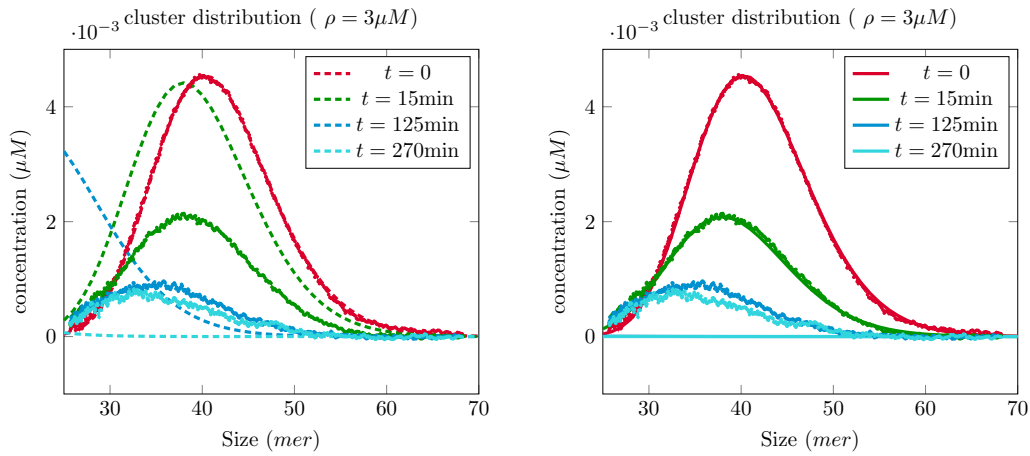 cluster distribution ( ρ = 3μM)
·10⁻³
t = 0
t = 15min
t = 125min
t = 270min
4
2
0
concentration (μM)
30 40 50 60 70
Size (mer)
cluster distribution ( ρ = 3μM)
·10⁻³
t = 0
t = 15min
t = 125min
t = 270min
4
2
0
concentration (μM)
30 40 50 60 70
Size (mer)